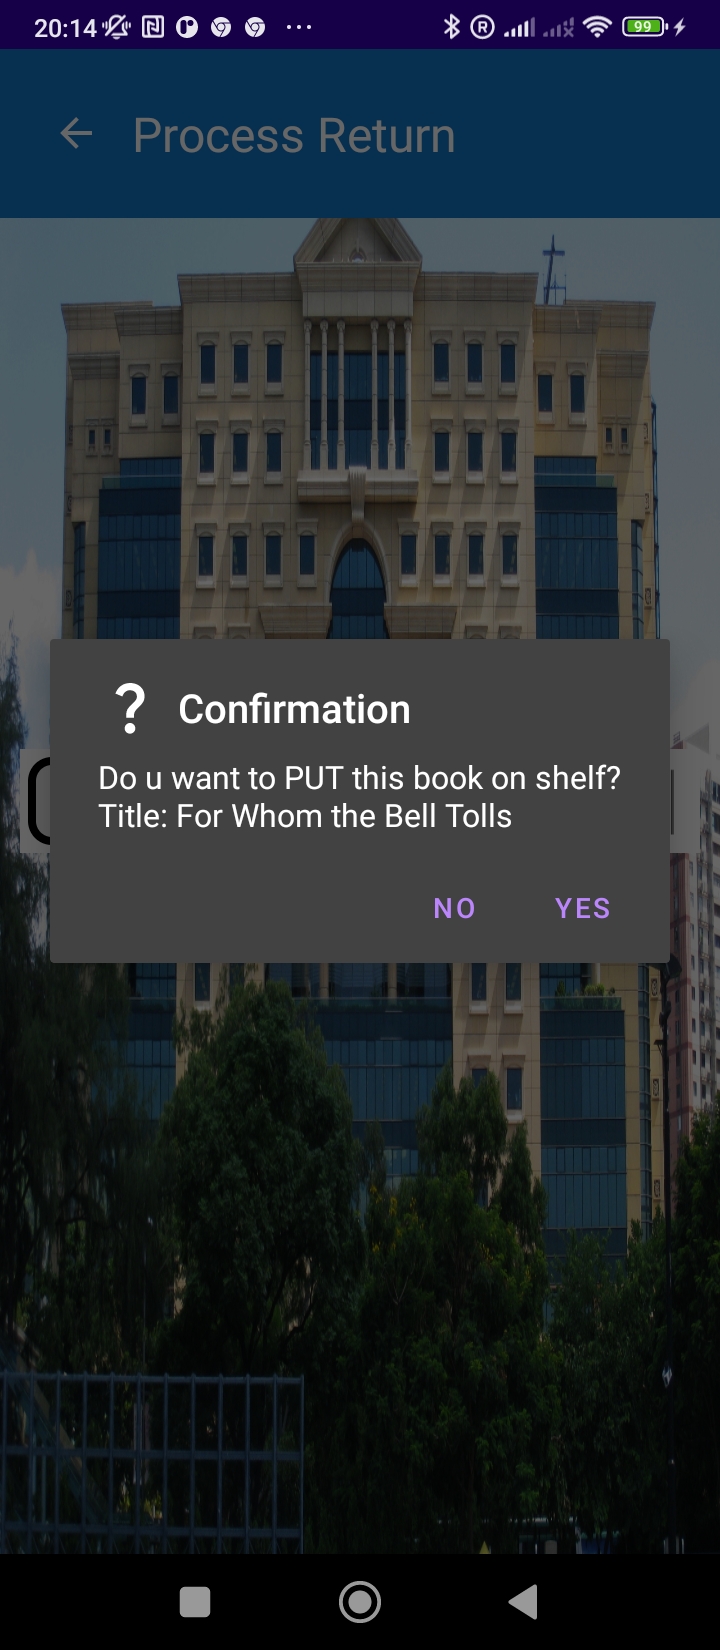 20:14
99
Process Return
? Confirmation
Do u want to PUT this book on shelf?
Title: For Whom the Bell Tolls
NO YES